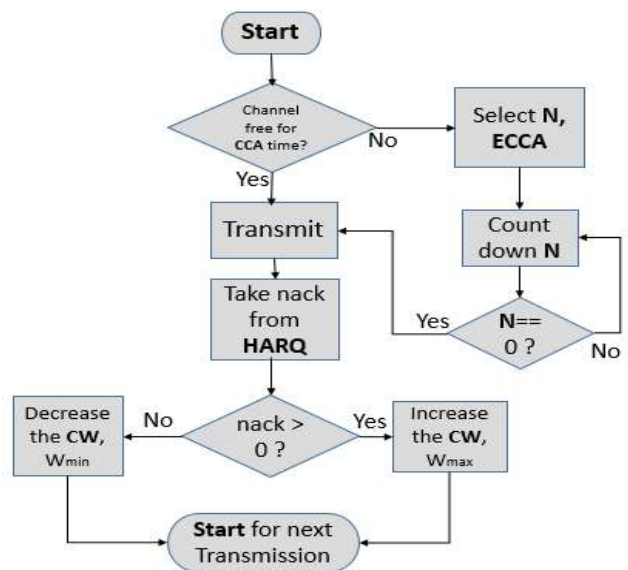 Start
Channel
free for
CCA time?
No
Select N,
ECCA
Yes
Transmit
Count
down N
Take nack
from
HARQ
Yes
N==
0 ?
No
Decrease
the CW,
Wmin
No
nack >
0 ?
Yes
Increase
the CW,
Wmax
Start for next
Transmission